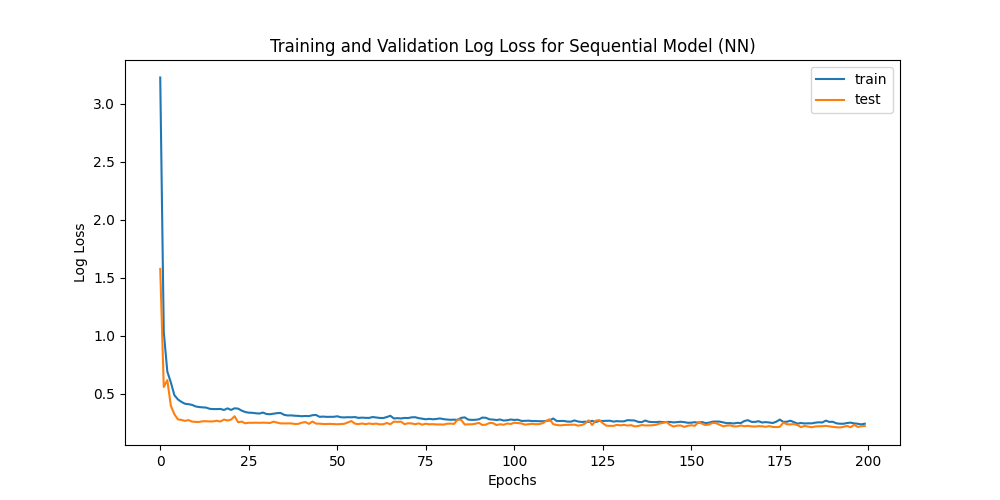 Training and Validation Log Loss for Sequential Model (NN)
train
test
3.0
2.5
2.0
1.5
1.0
0.5
Log Loss
0 25 50 75 100 125 150 175 200
Epochs